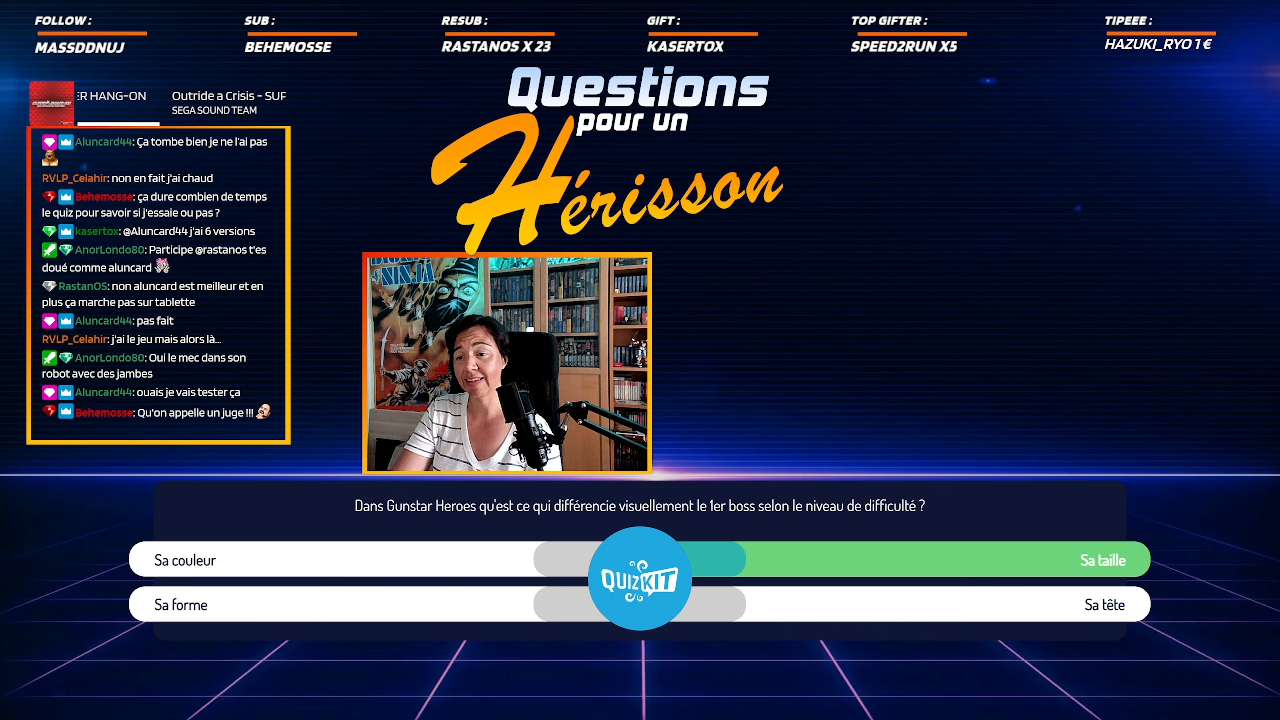 FOLLOW :
MASSDDNUJ
SUB :
BEHEMOSSE
RESUB :
RASTANOS X 23
GIFT :
KASERTOX
TOP GIFTER :
SPEED2RUN X5
TIPEEE :
HAZUKI_RYO 1 €
ER HANG-ON
Outride a Crisis - SUF
SEGA SOUND TEAM
Questions
pour un
Hérisson
Aluncard44: Ça tombe bien je ne l'ai pas
RVLP_Celahir: non en fait j'ai chaud
Behemosse: ça dure combien de temps
le quiz pour savoir si j'essaie ou pas ?
kasertox: @Aluncard44 j'ai 6 versions
AnorLondo80: Participe @rastanos t'es
doué comme aluncard
RastanOS: non aluncard est meilleur et en
plus ça marche pas sur tablette
Aluncard44: pas fait
RVLP_Celahir: j'ai le jeu mais alors là...
AnorLondo80: Oui le mec dans son
robot avec des jambes
Aluncard44: ouais je vais tester ça
Behemosse: Qu'on appelle un juge !!!
NINJA
Dans Gunstar Heroes qu'est ce qui différencie visuellement le 1er boss selon le niveau de difficulté ?
Sa couleur
Sa taille
QUIZKIT
Sa forme
Sa tête